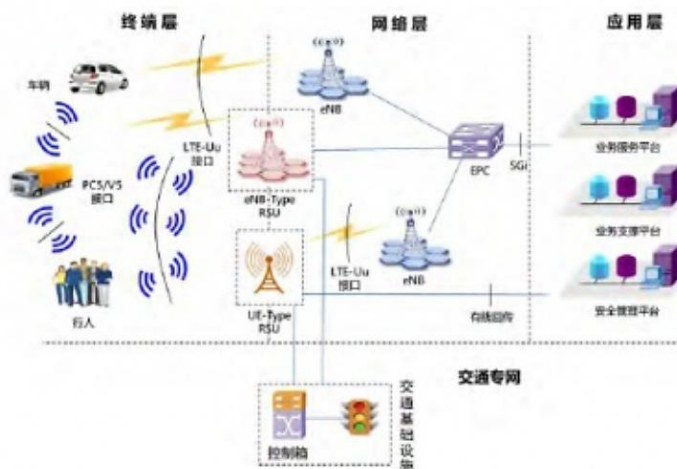 终端层
网络层
应用层
车辆
eNB
LTE-Uu
接口
PC5/V5
接口
eNB-Type
RSU
EPC
SGi
业务服务平台
业务支撑平台
LTE-Uu
接口
eNB
行人
UE-Type
RSU
有线回传
安全管理平台
交通专网
控制箱
交通基础设施